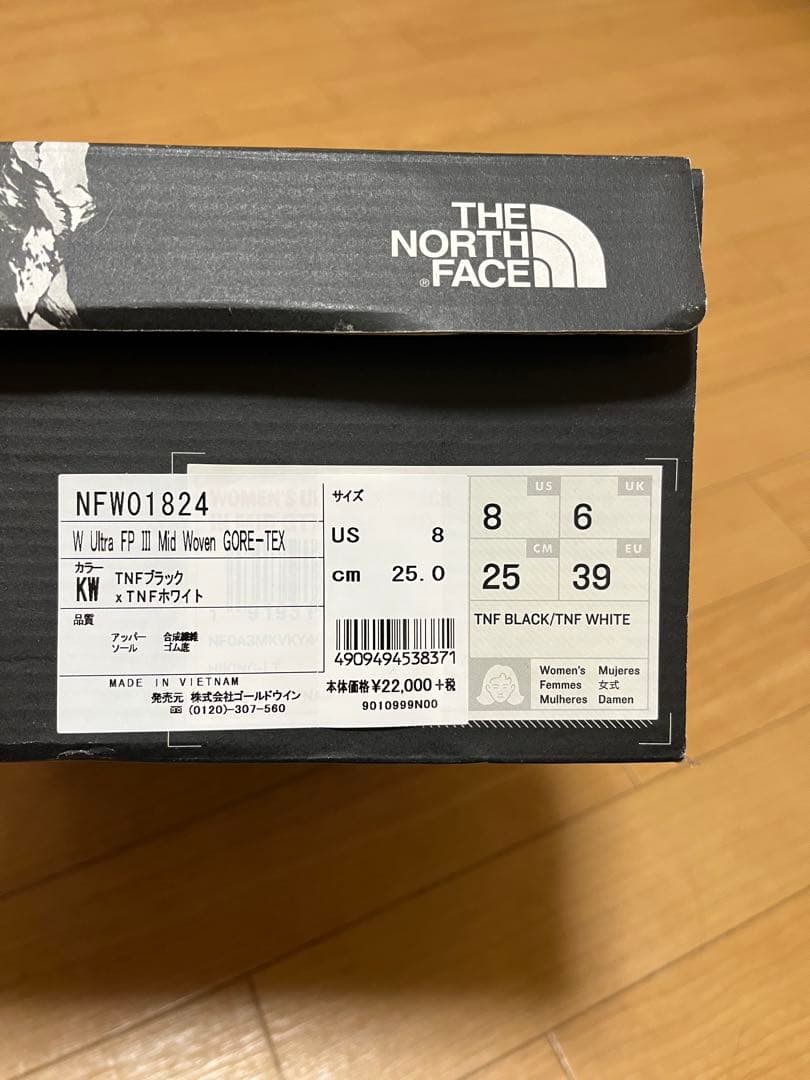 THE
NORTH
FACE
®
NFW01824
W Ultra FP III Mid Woven GORE-TEX
カラー
KW
TNFブラック
xTNFホワイト
品質
アッパー 合成繊維
ソール ゴム底
MADE IN VIETNAM
発売元 株式会社ゴールドウイン
(0120)-307-560
サイズ
US 8
cm 25.0
4909494538371
本体価格¥22,000+税
9010999N00
8 US
6 UK
25 CM
39 EU
TNF BLACK/TNF WHITE
Women's Mujeres
Femmes 女式
Mulheres Damen